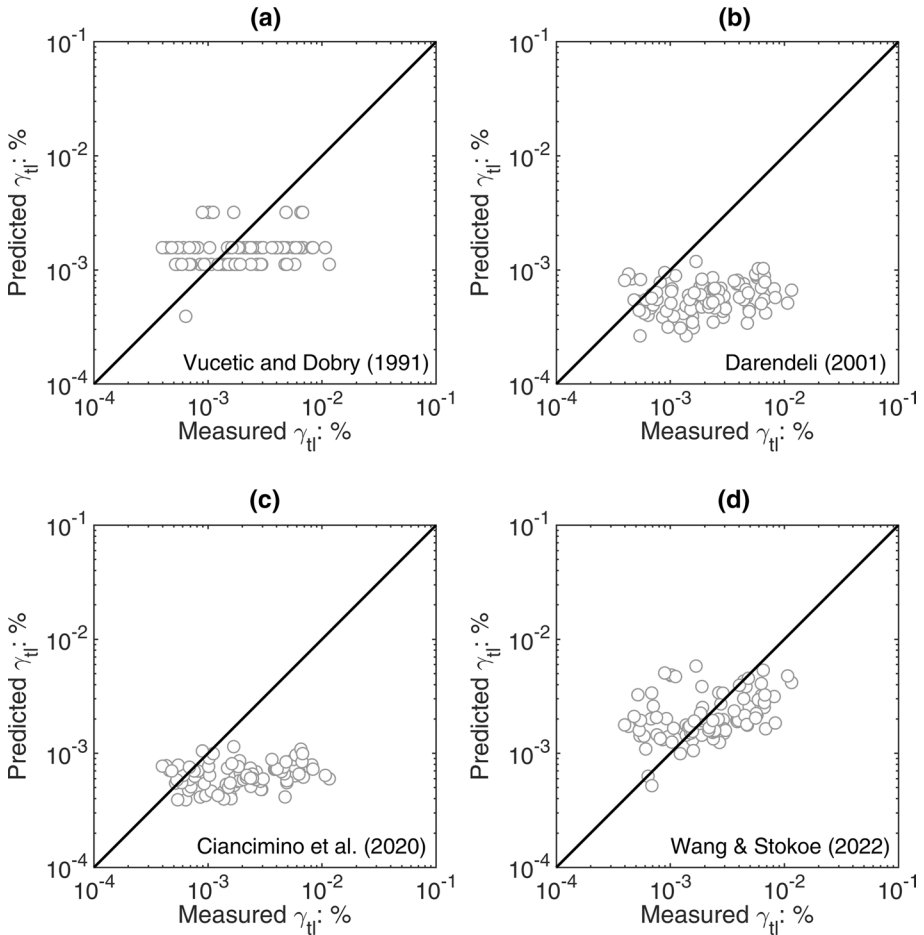 (a)
10⁻¹
10⁻²
10⁻³
10⁻⁴
Predicted γtl: %
Vucetic and Dobry (1991)
10⁻⁴ 10⁻³ 10⁻² 10⁻¹
Measured γtl: %
(b)
10⁻¹
10⁻²
10⁻³
10⁻⁴
Predicted γtl: %
Darendeli (2001)
10⁻⁴ 10⁻³ 10⁻² 10⁻¹
Measured γtl: %
(c)
10⁻¹
10⁻²
10⁻³
10⁻⁴
Predicted γtl: %
Ciancimino et al. (2020)
10⁻⁴ 10⁻³ 10⁻² 10⁻¹
Measured γtl: %
(d)
10⁻¹
10⁻²
10⁻³
10⁻⁴
Predicted γtl: %
Wang & Stokoe (2022)
10⁻⁴ 10⁻³ 10⁻² 10⁻¹
Measured γtl: %